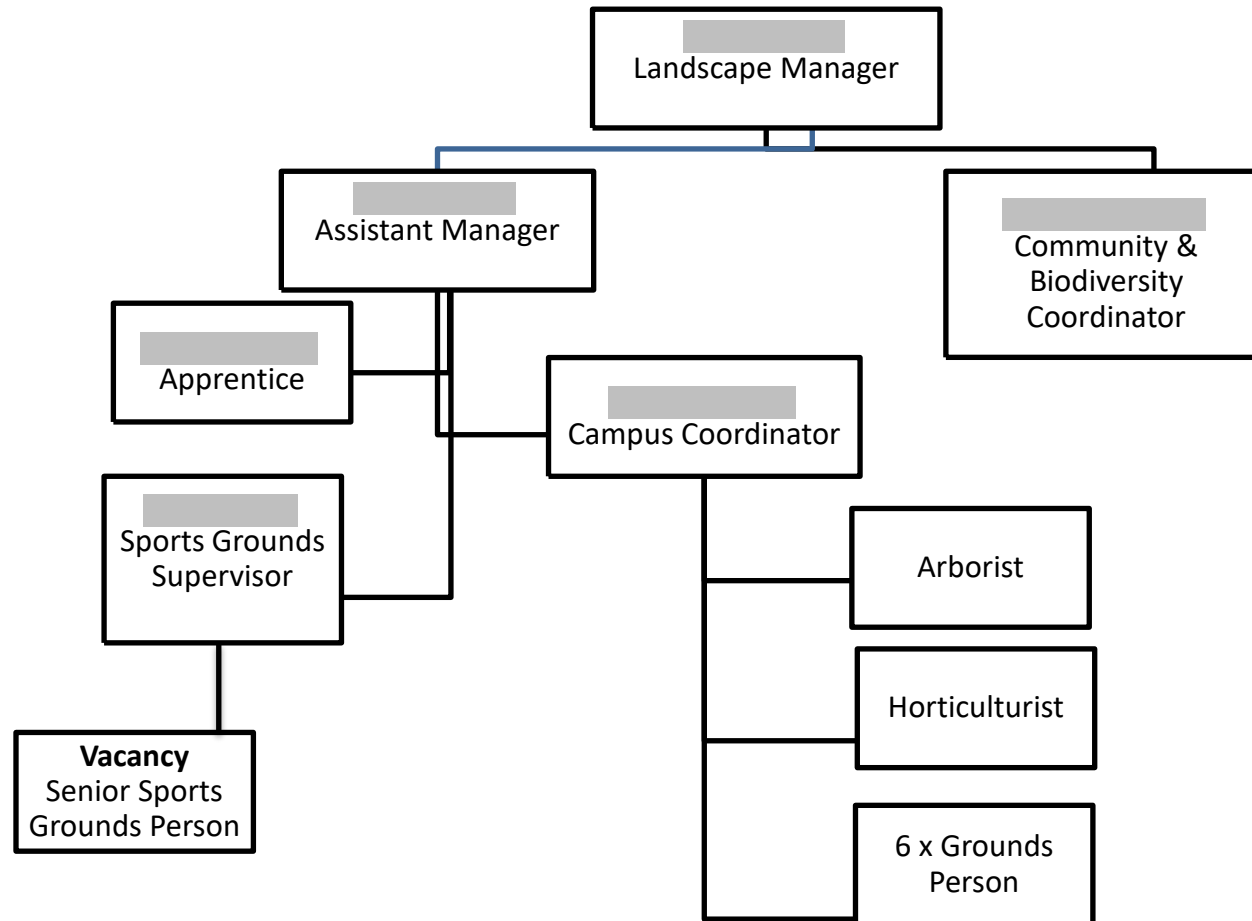 Landscape Manager
Assistant Manager
Community &
Biodiversity
Coordinator
Apprentice
Campus Coordinator
Sports Grounds
Supervisor
Arborist
Horticulturist
Vacancy
Senior Sports
Grounds Person
6 x Grounds
Person